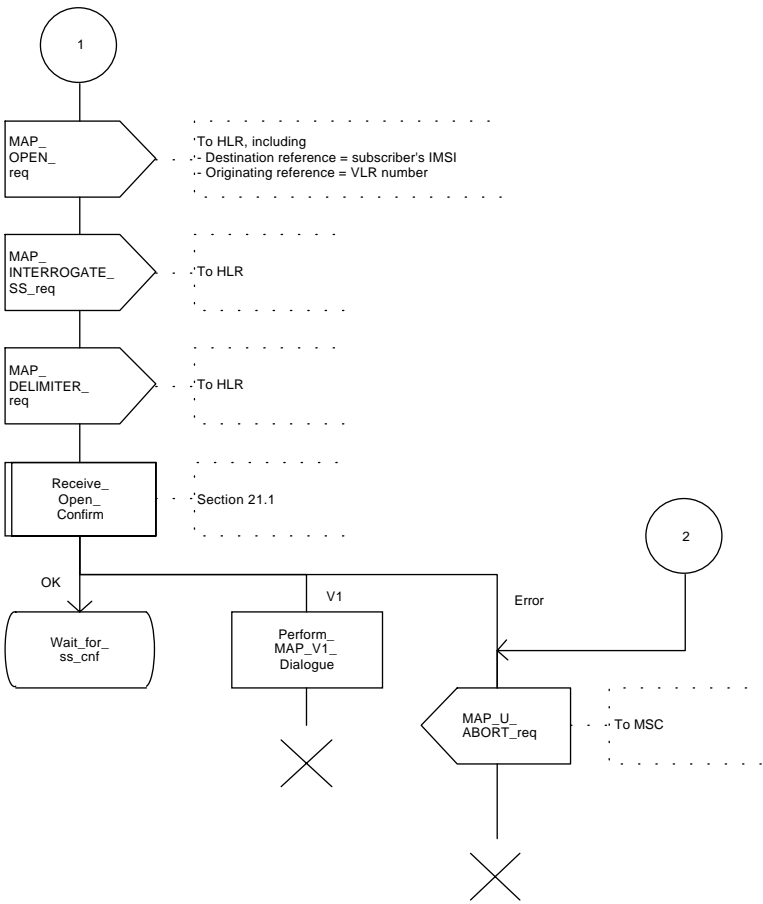 1
MAP_
OPEN_
req
To HLR, including
- Destination reference = subscriber's IMSI
- Originating reference = VLR number
MAP_
INTERROGATE_
SS_req
To HLR
MAP_
DELIMITER_
req
To HLR
Receive_
Open_
Confirm
Section 21.1
2
OK
V1
Error
Wait_for_
ss_cnf
Perform_
MAP_V1_
Dialogue
MAP_U_
ABORT_req
To MSC